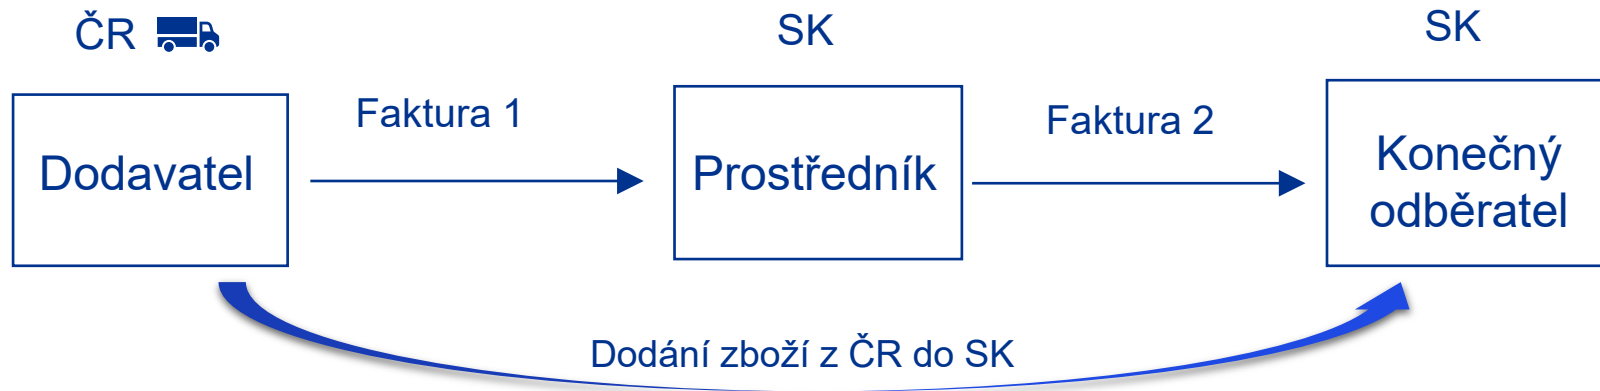 ČR
SK
SK
Dodavatel
Faktura 1
Prostředník
Faktura 2
Konečný
odběratel
Dodání zboží z ČR do SK